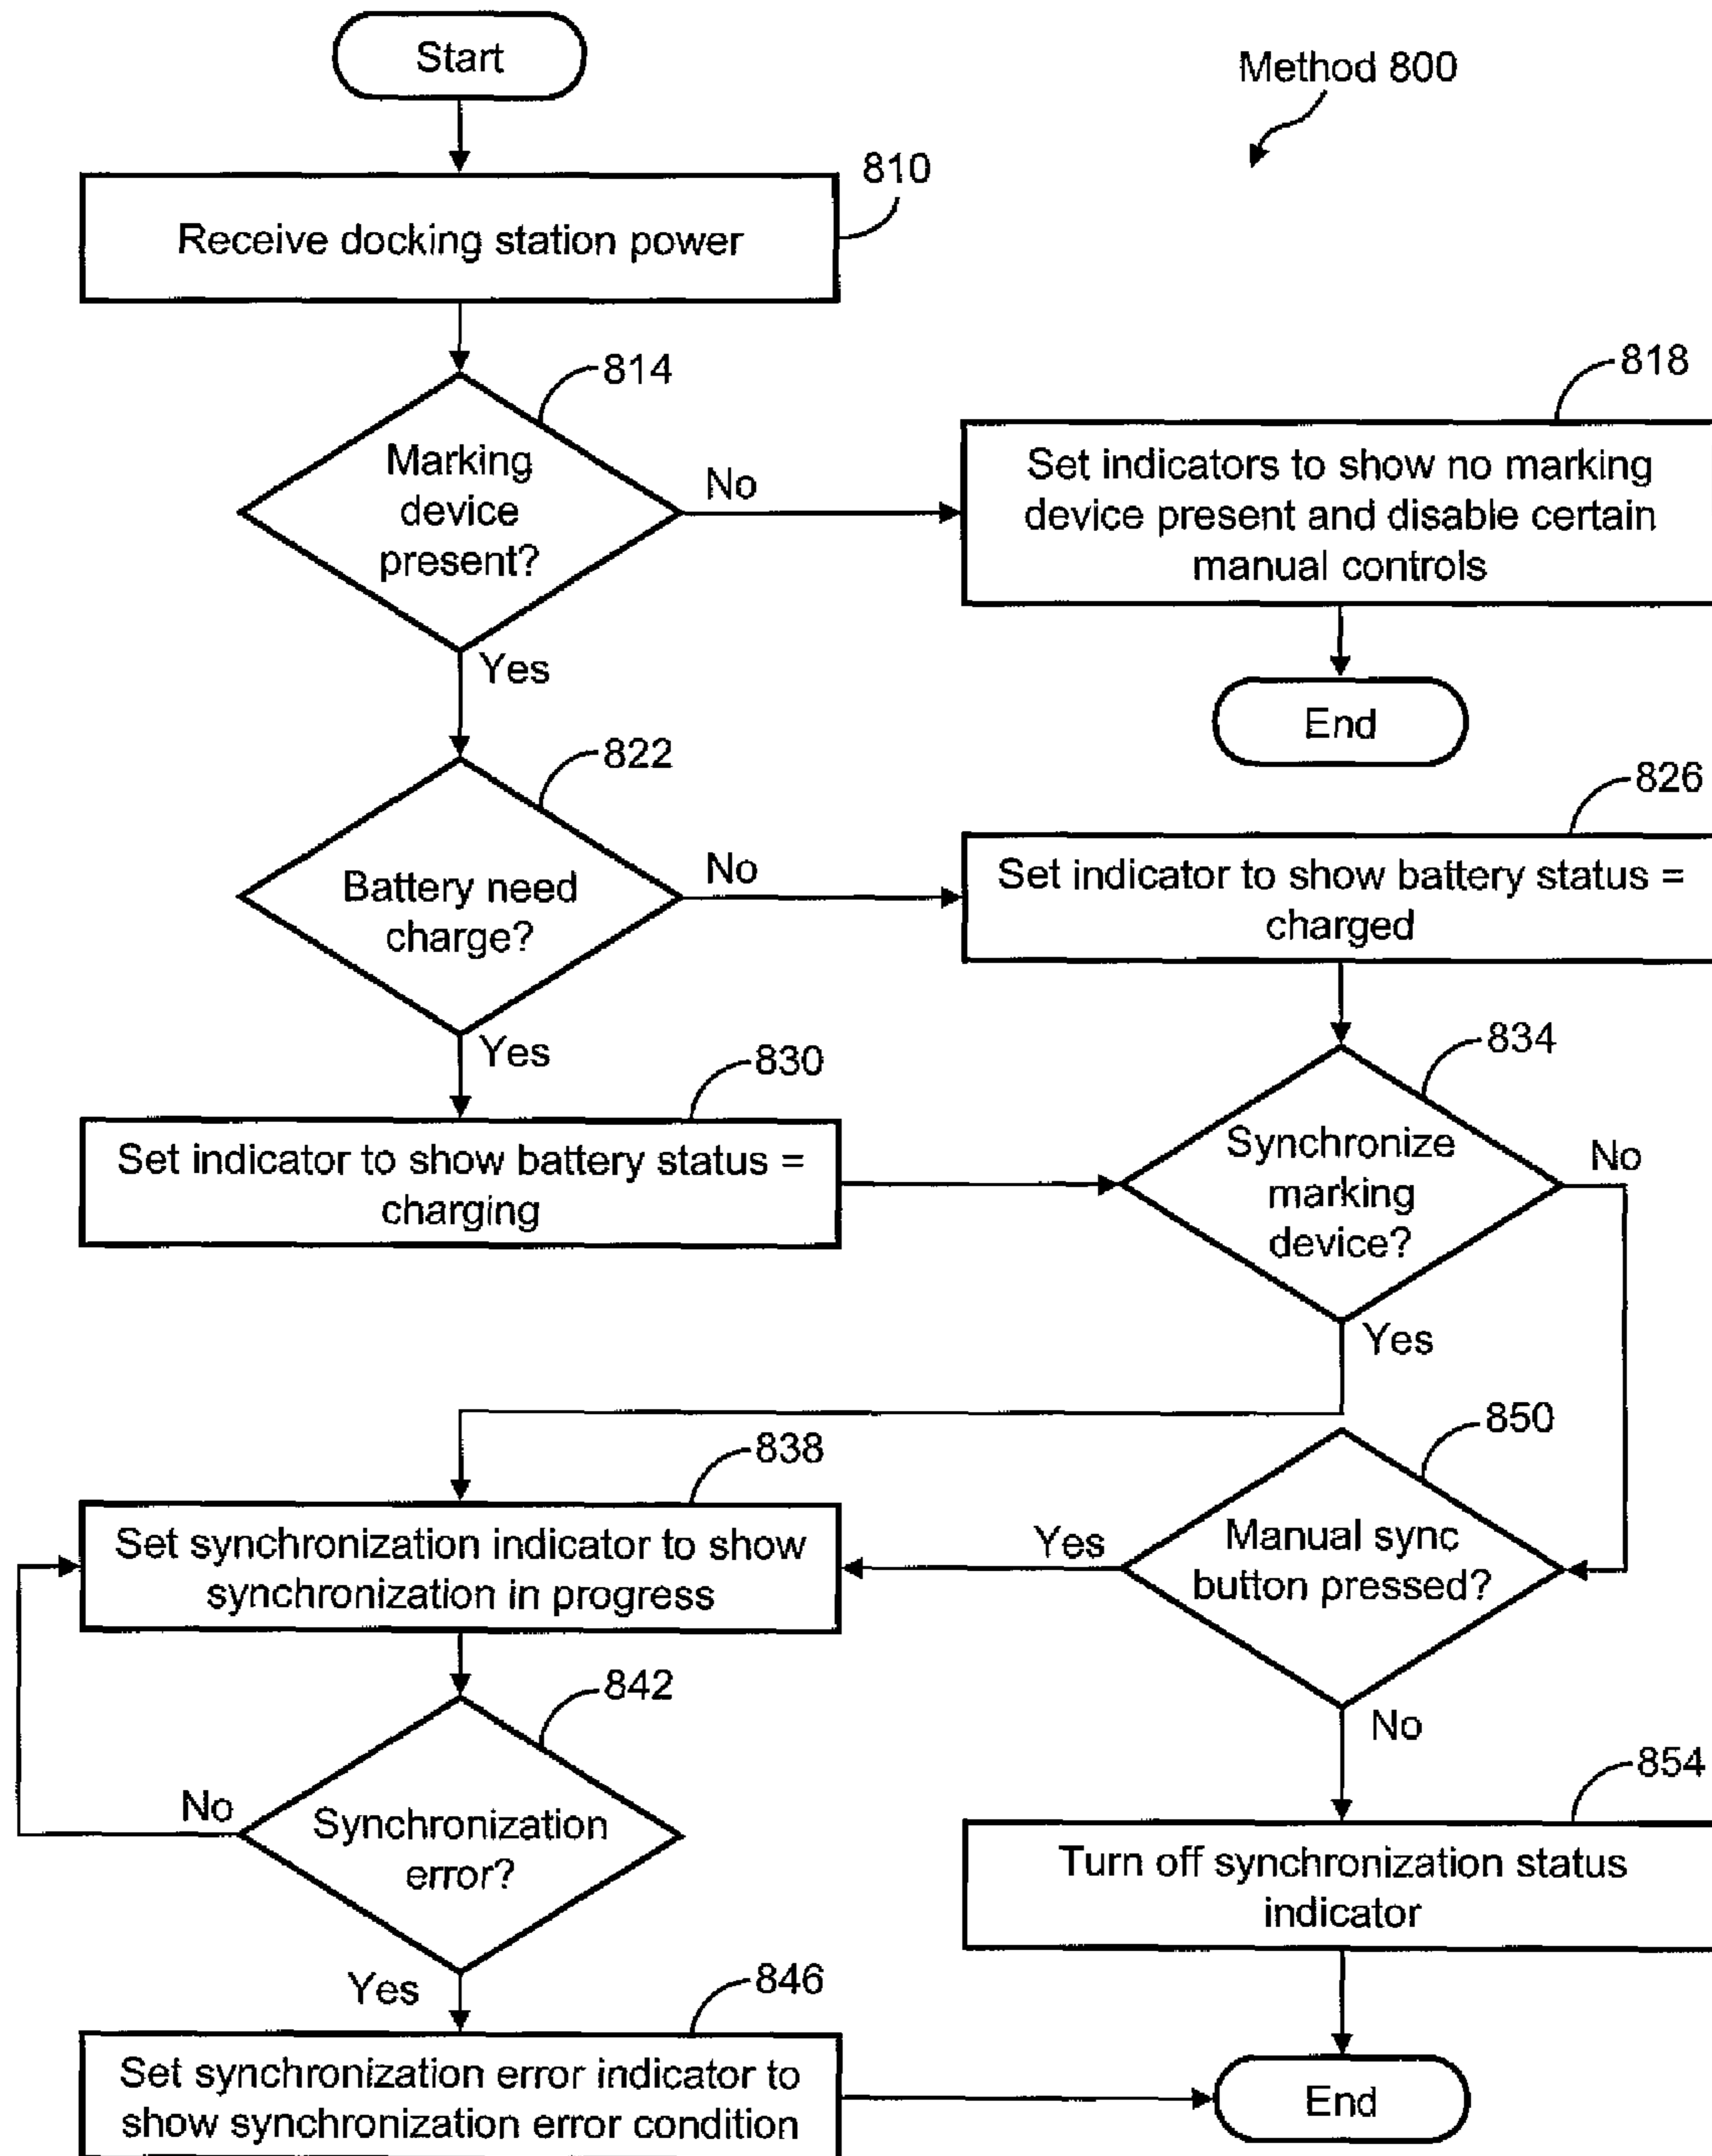 Start
Method 800
810
Receive docking station power
814
Marking
device
present?
No
818
Set indicators to show no marking
device present and disable certain
manual controls
Yes
End
822
Battery need
charge?
No
826
Set indicator to show battery status =
charged
Yes
830
Set indicator to show battery status =
charging
834
Synchronize
marking
device?
No
Yes
838
Set synchronization indicator to show
synchronization in progress
850
Manual sync
button pressed?
Yes
No
842
Synchronization
error?
No
Yes
854
Turn off synchronization status
indicator
846
Set synchronization error indicator to
show synchronization error condition
End